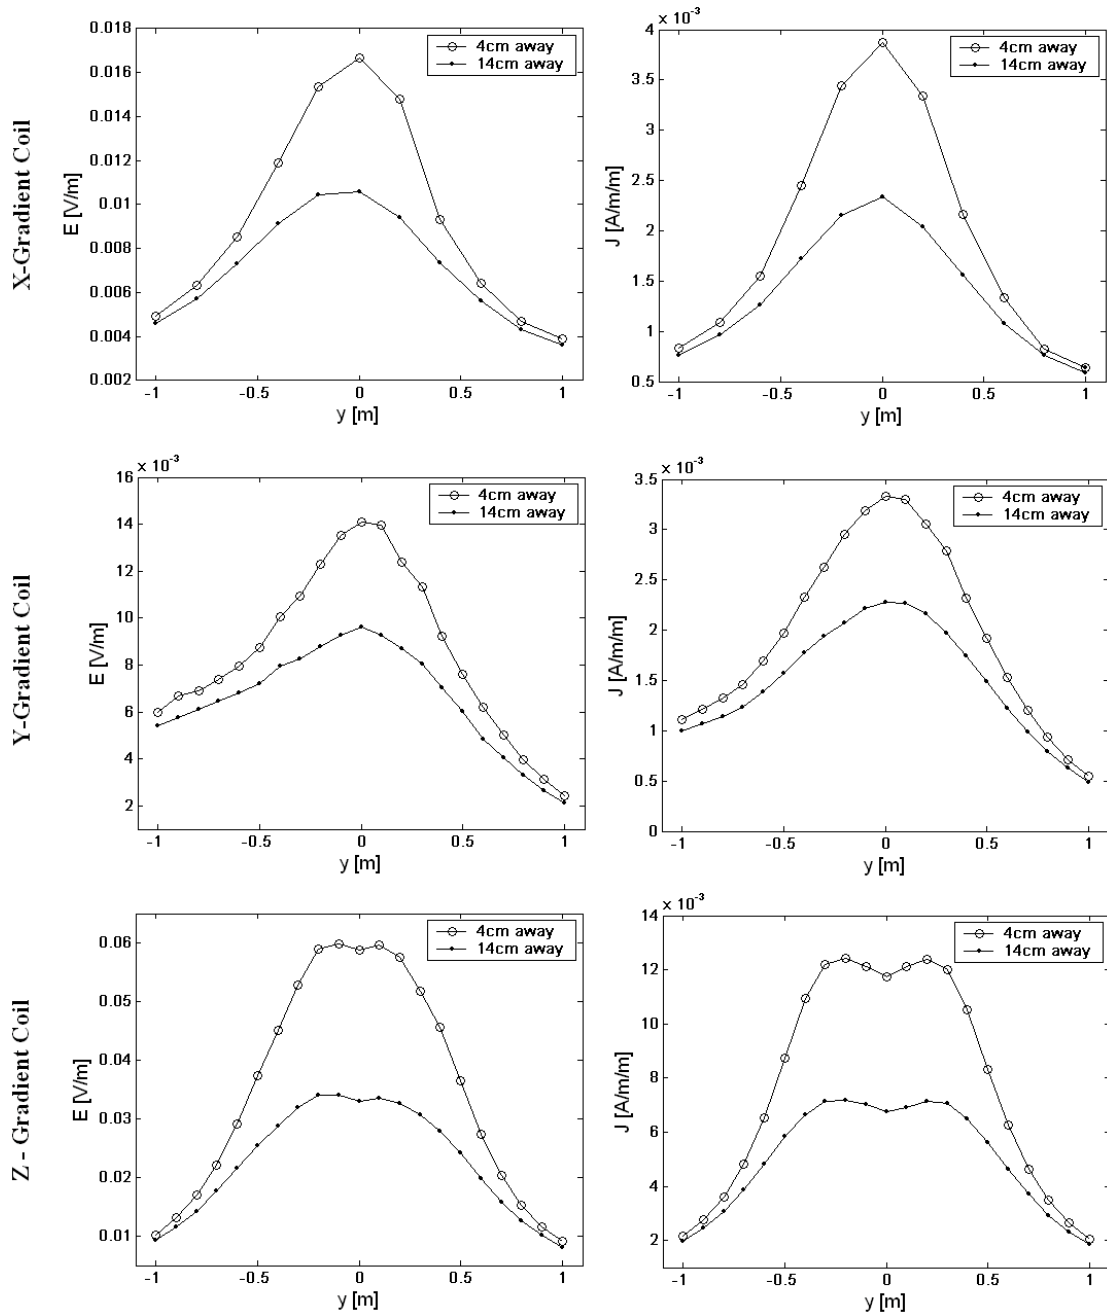 X-Gradient Coil
0.018
0.016
0.014
0.012
0.01
0.008
0.006
0.004
0.002
E [V/m]
4cm away
14cm away
-1 -0.5 0 0.5 1
y [m]
× 10⁻³
4
3.5
3
2.5
2
1.5
1
0.5
J [A/m/m]
4cm away
14cm away
-1 -0.5 0 0.5 1
y [m]
Y-Gradient Coil
× 10⁻³
16
14
12
10
8
6
4
2
E [V/m]
4cm away
14cm away
-1 -0.5 0 0.5 1
y [m]
× 10⁻³
3.5
3
2.5
2
1.5
1
0.5
0
J [A/m/m]
4cm away
14cm away
-1 -0.5 0 0.5 1
y [m]
Z - Gradient Coil
0.06
0.05
0.04
0.03
0.02
0.01
E [V/m]
4cm away
14cm away
-1 -0.5 0 0.5 1
y [m]
× 10⁻³
14
12
10
8
6
4
2
J [A/m/m]
4cm away
14cm away
-1 -0.5 0 0.5 1
y [m]